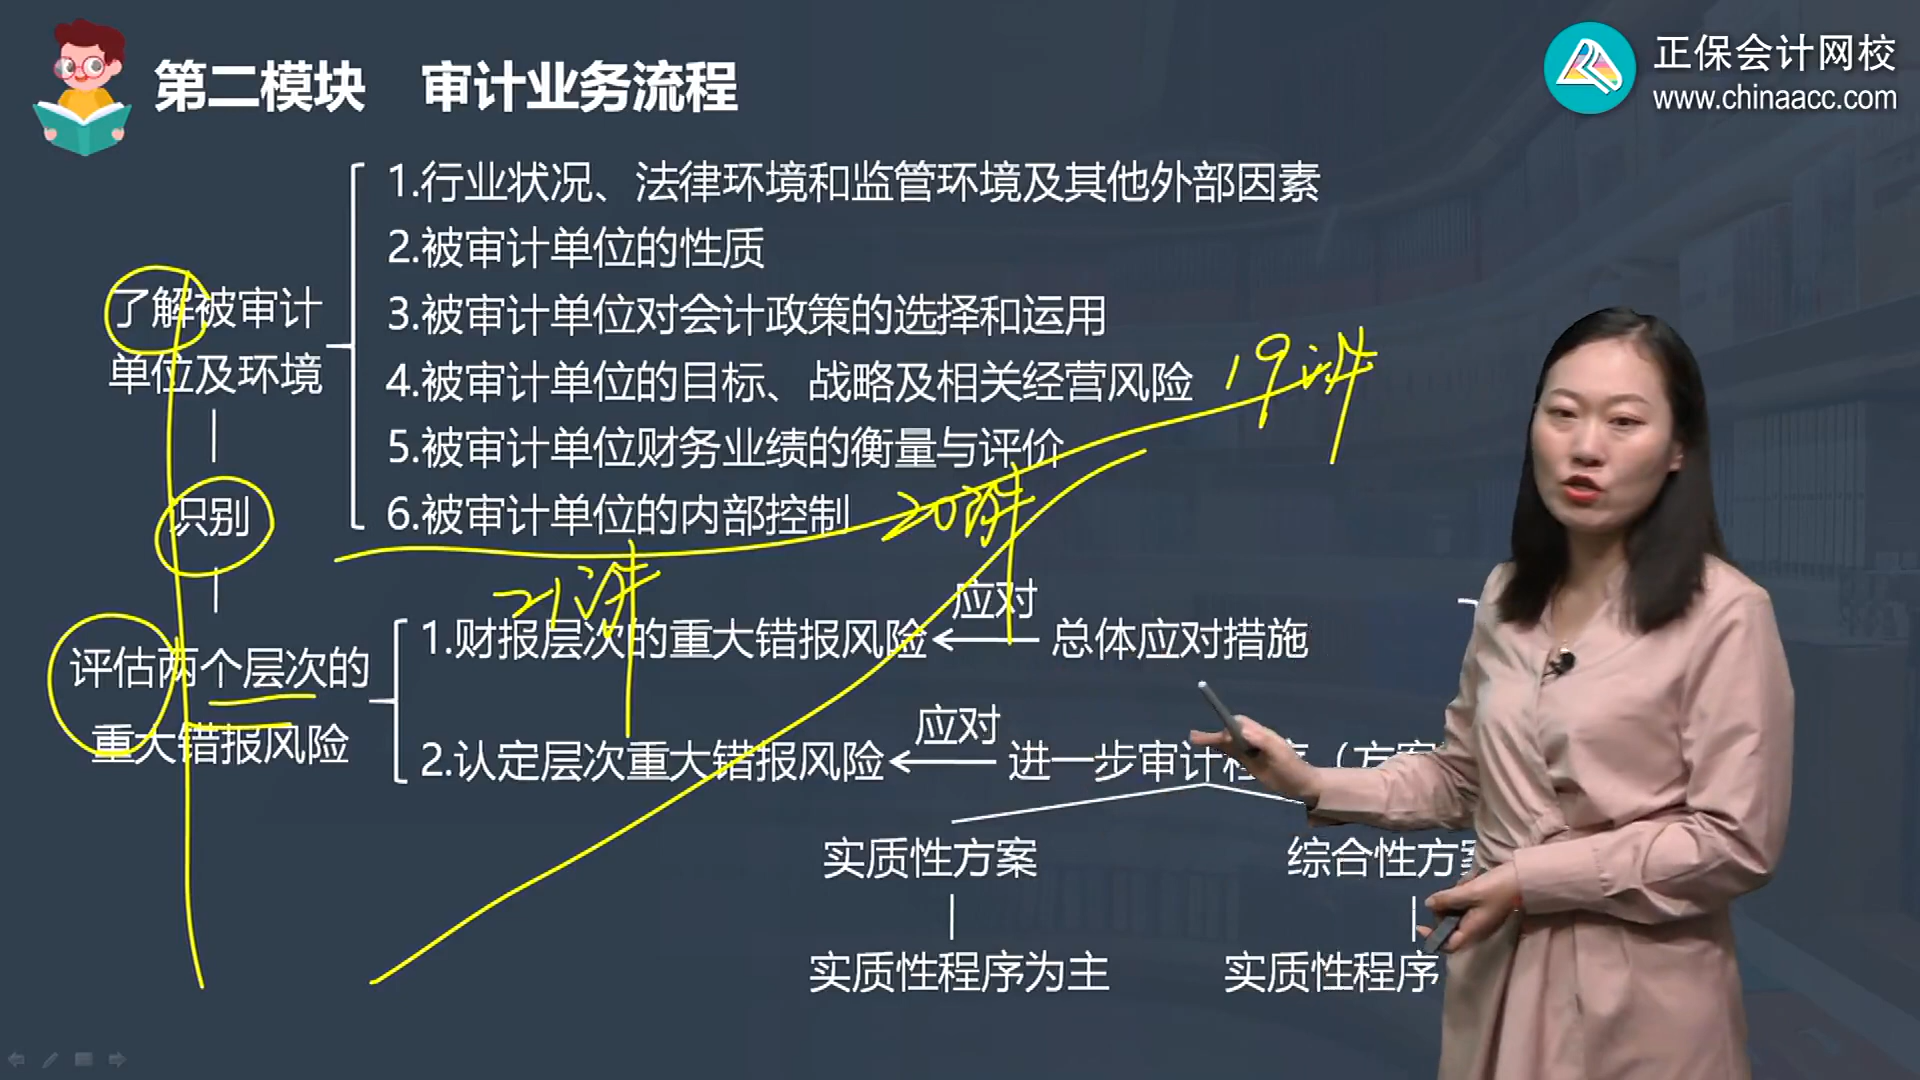 第二模块 审计业务流程
正保会计网校
www.chinaacc.com
1.行业状况、法律环境和监管环境及其他外部因素
2.被审计单位的性质
了解被审计
单位及环境
3.被审计单位对会计政策的选择和运用
4.被审计单位的目标、战略及相关经营风险
19讲
5.被审计单位财务业绩的衡量与评价
识别
6.被审计单位的内部控制
20讲
21讲
评估两个层次的
重大错报风险
1.财报层次的重大错报风险
应对
总体应对措施
2.认定层次重大错报风险
应对
进一步审计程序（方案
实质性方案
综合性方案
实质性程序为主
实质性程序